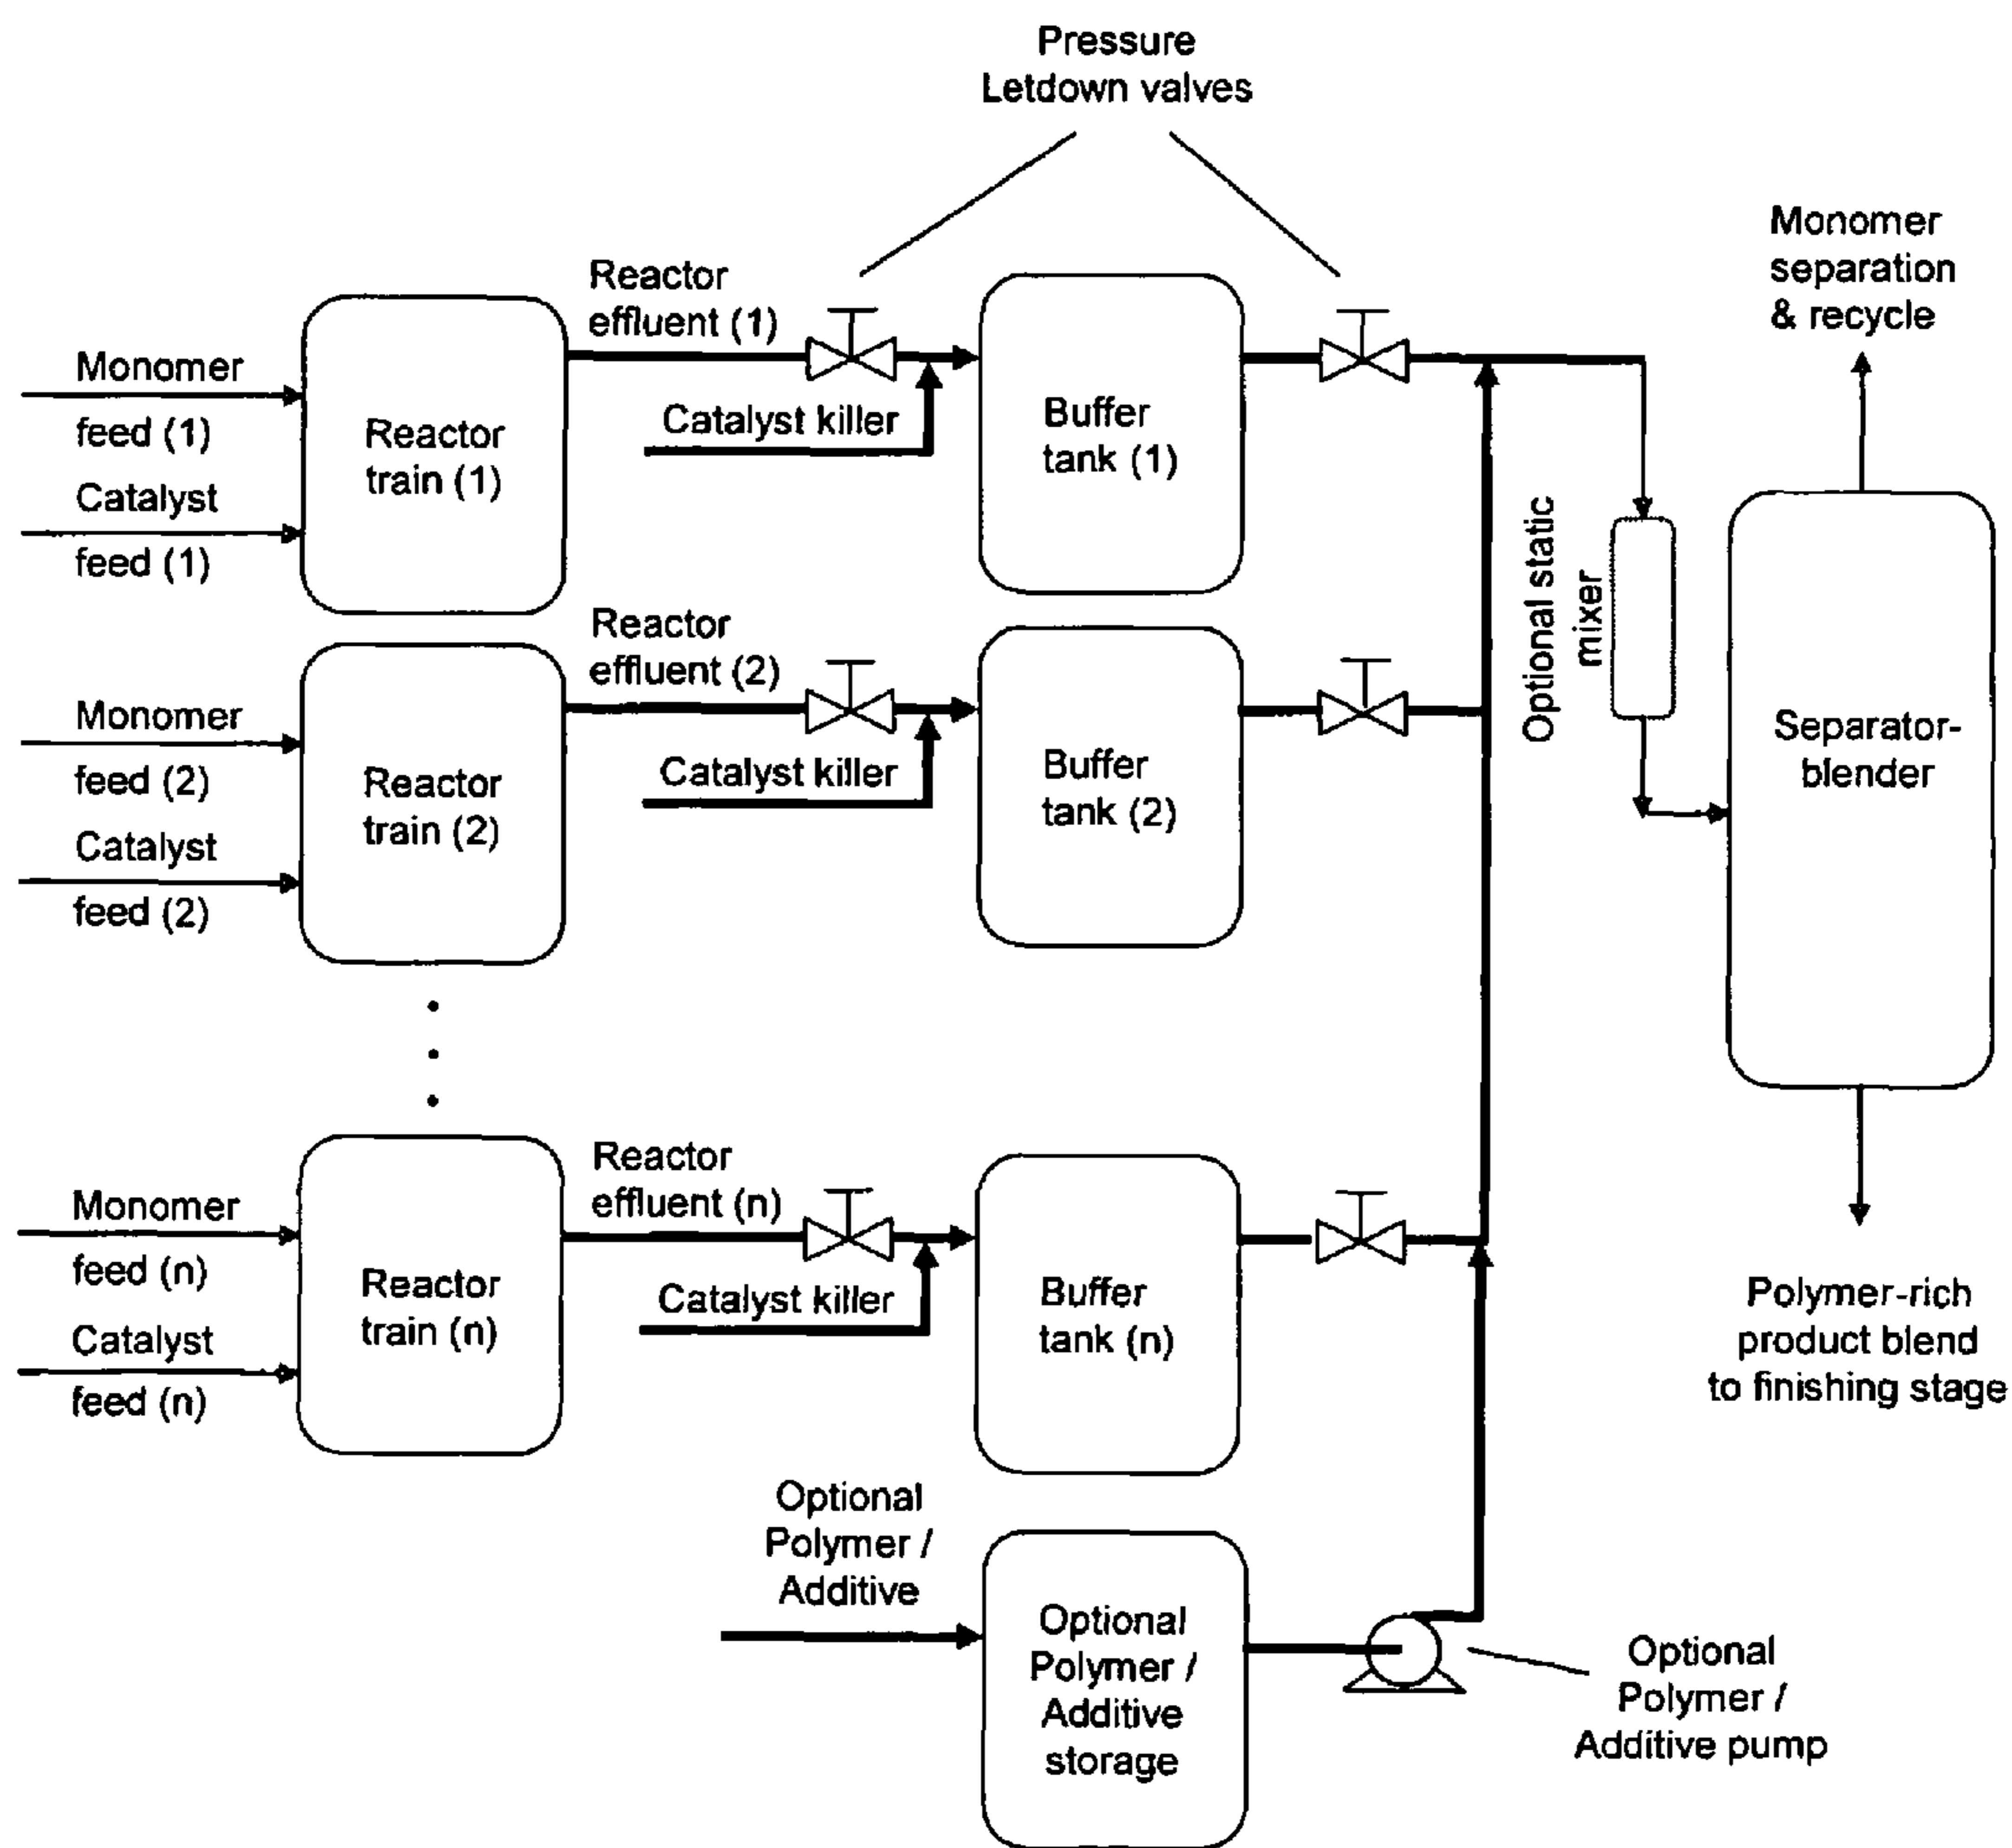 Pressure
Letdown valves
Monomer
separation
& recycle
Reactor
effluent (1)
Monomer
feed (1)
Catalyst
feed (1)
Reactor
train (1)
Catalyst killer
Buffer
tank (1)
Optional static
mixer
Separator-
blender
Reactor
effluent (2)
Monomer
feed (2)
Catalyst
feed (2)
Reactor
train (2)
Catalyst killer
Buffer
tank (2)
Reactor
effluent (n)
Monomer
feed (n)
Catalyst
feed (n)
Reactor
train (n)
Catalyst killer
Buffer
tank (n)
Polymer-rich
product blend
to finishing stage
Optional
Polymer /
Additive
Optional
Polymer /
Additive
storage
Optional
Polymer /
Additive pump